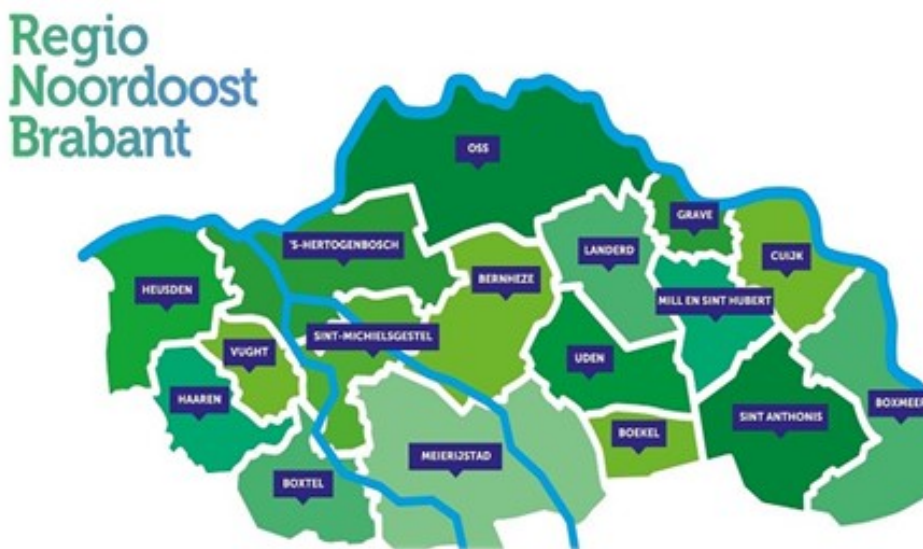 Regio
Noordoost
Brabant
OSS
GRAVE
'S-HERTOGENBOSCH
LANDERD
CUIJK
BERNHEZE
HEUSDEN
MILL EN SINT HUBERT
SINT-MICHIELSGESTEL
VUGHT
UDEN
HAAREN
BOXMEER
SINT ANTHONIS
BOEKEL
MEIERIJSTAD
BOXTEL